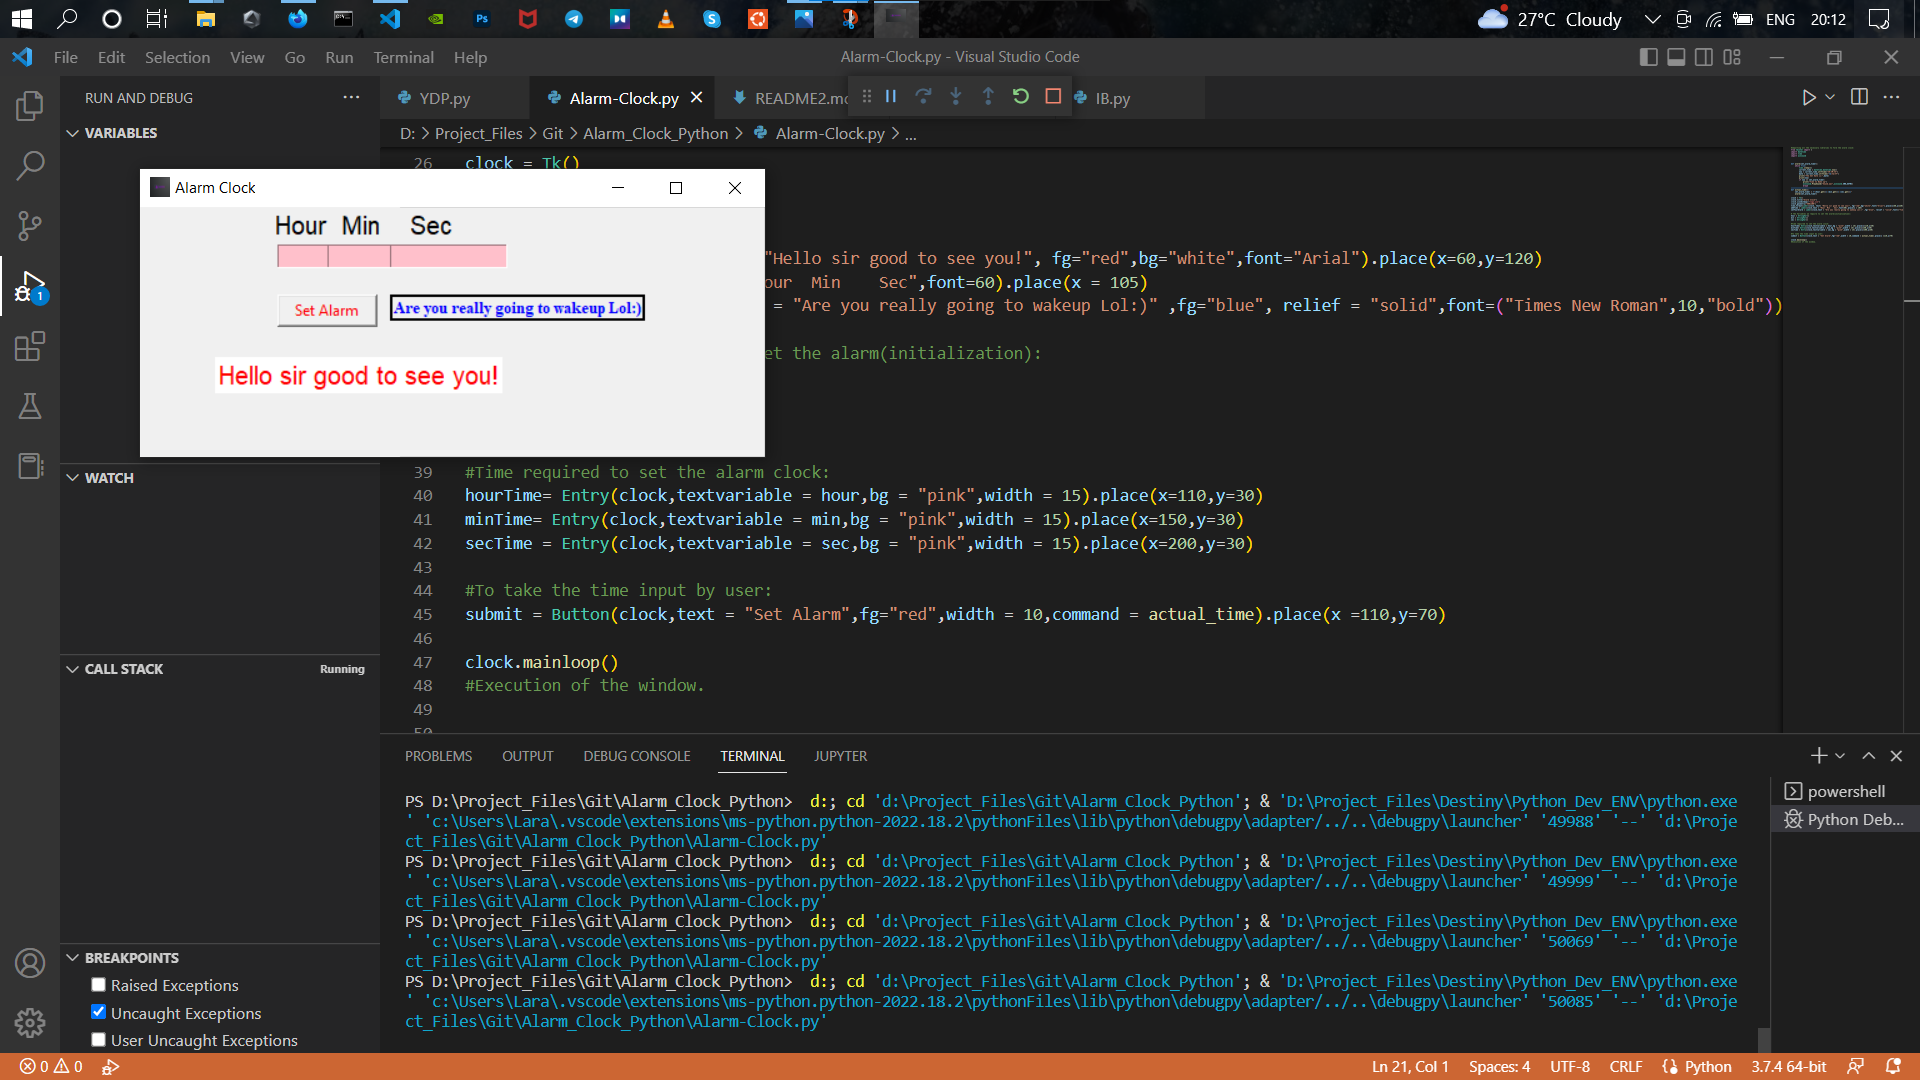 27°C Cloudy ENG 20:12
File Edit Selection View Go Run Terminal Help
Alarm-Clock.py - Visual Studio Code
RUN AND DEBUG
YDP.py
Alarm-Clock.py
README2.md
IB.py
VARIABLES
D: > Project_Files > Git > Alarm_Clock_Python > Alarm-Clock.py > ...
26 clock = Tk()
Alarm Clock
Hour Min Sec
Set Alarm
Are you really going to wakeup Lol:)
Hello sir good to see you!
"Hello sir good to see you!", fg="red",bg="white",font="Arial").place(x=60,y=120)
our Min Sec",font=60).place(x = 105)
= "Are you really going to wakeup Lol:)" ,fg="blue", relief = "solid",font=("Times New Roman",10,"bold"))
et the alarm(initialization):
WATCH
39 #Time required to set the alarm clock:
40 hourTime= Entry(clock,textvariable = hour,bg = "pink",width = 15).place(x=110,y=30)
41 minTime= Entry(clock,textvariable = min,bg = "pink",width = 15).place(x=150,y=30)
42 secTime = Entry(clock,textvariable = sec,bg = "pink",width = 15).place(x=200,y=30)
43
44 #To take the time input by user:
45 submit = Button(clock,text = "Set Alarm",fg="red",width = 10,command = actual_time).place(x =110,y=70)
46
47 clock.mainloop()
48 #Execution of the window.
49
50
CALL STACK
Running
PROBLEMS OUTPUT DEBUG CONSOLE TERMINAL JUPYTER
PS D:\Project_Files\Git\Alarm_Clock_Python> d:; cd 'd:\Project_Files\Git\Alarm_Clock_Python'; & 'D:\Project_Files\Destiny\Python_Dev_ENV\python.exe
' 'c:\Users\Lara\.vscode\extensions\ms-python.python-2022.18.2\pythonFiles\lib\python\debugpy\adapter/../..\debugpy\launcher' '49988' '--' 'd:\Proje
ct_Files\Git\Alarm_Clock_Python\Alarm-Clock.py'
PS D:\Project_Files\Git\Alarm_Clock_Python> d:; cd 'd:\Project_Files\Git\Alarm_Clock_Python'; & 'D:\Project_Files\Destiny\Python_Dev_ENV\python.exe
' 'c:\Users\Lara\.vscode\extensions\ms-python.python-2022.18.2\pythonFiles\lib\python\debugpy\adapter/../..\debugpy\launcher' '49999' '--' 'd:\Proje
ct_Files\Git\Alarm_Clock_Python\Alarm-Clock.py'
PS D:\Project_Files\Git\Alarm_Clock_Python> d:; cd 'd:\Project_Files\Git\Alarm_Clock_Python'; & 'D:\Project_Files\Destiny\Python_Dev_ENV\python.exe
' 'c:\Users\Lara\.vscode\extensions\ms-python.python-2022.18.2\pythonFiles\lib\python\debugpy\adapter/../..\debugpy\launcher' '50069' '--' 'd:\Proje
ct_Files\Git\Alarm_Clock_Python\Alarm-Clock.py'
PS D:\Project_Files\Git\Alarm_Clock_Python> d:; cd 'd:\Project_Files\Git\Alarm_Clock_Python'; & 'D:\Project_Files\Destiny\Python_Dev_ENV\python.exe
' 'c:\Users\Lara\.vscode\extensions\ms-python.python-2022.18.2\pythonFiles\lib\python\debugpy\adapter/../..\debugpy\launcher' '50085' '--' 'd:\Proje
ct_Files\Git\Alarm_Clock_Python\Alarm-Clock.py'
powershell
Python Deb...
BREAKPOINTS
Raised Exceptions
Uncaught Exceptions
User Uncaught Exceptions
0 0
Ln 21, Col 1 Spaces: 4 UTF-8 CRLF Python 3.7.4 64-bit